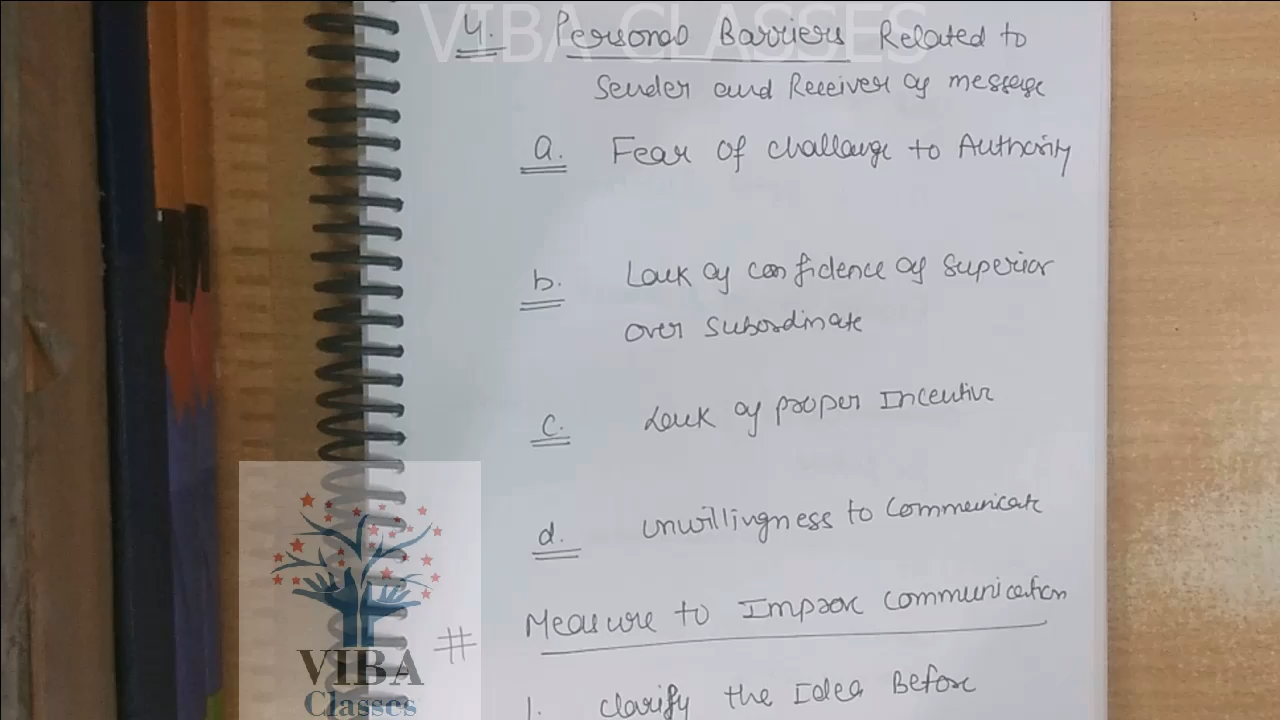 VIBA CLASSES
4. Personal Barriers Related to
Sender and Receiver of message
a. Fear of challange to Authority
b. Lack of confidence of superior
over subordinate
c. Lack of proper Incentive
d. unwillingness to communicate
# Measure to Improve communication
1. clarify the Idea Before
VIBA
Classes